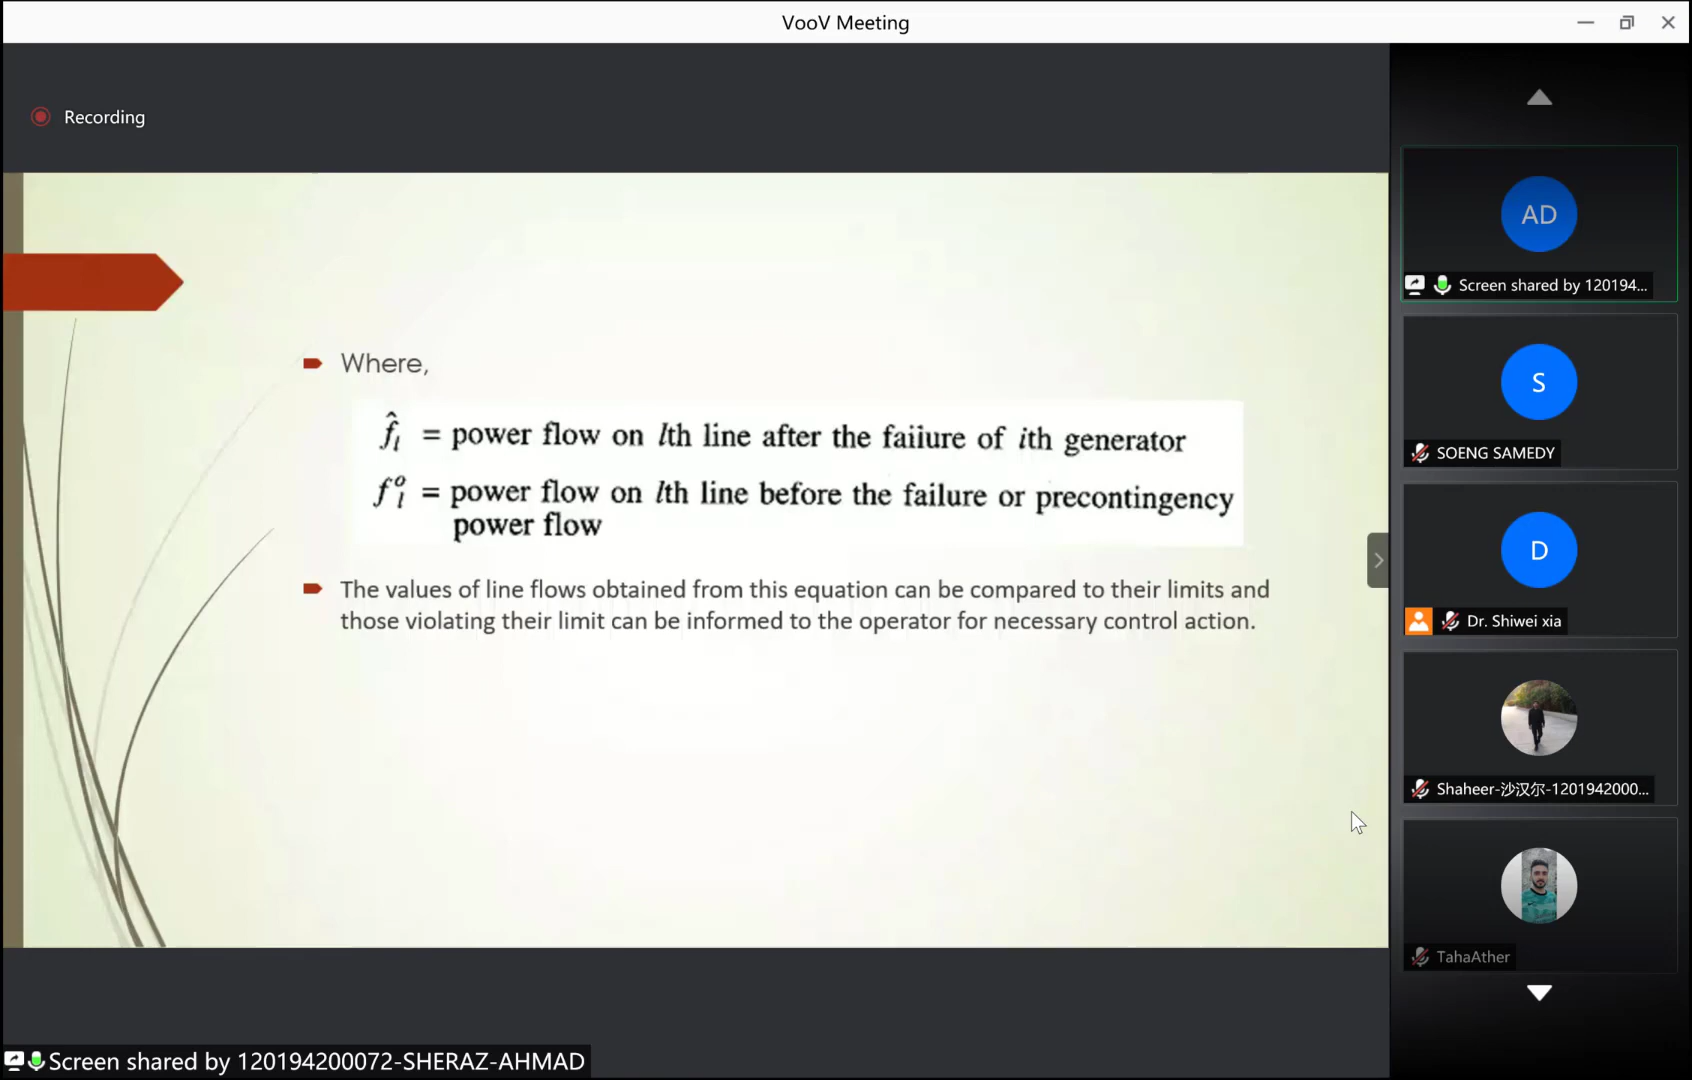 VooV Meeting
Recording
Where,
f̂l = power flow on lth line after the faiiure of ith generator
f°l = power flow on lth line before the failure or precontingency
power flow
The values of line flows obtained from this equation can be compared to their limits and
those violating their limit can be informed to the operator for necessary control action.
AD
Screen shared by 120194...
S
SOENG SAMEDY
D
Dr. Shiwei xia
Shaheer-沙汉尔-1201942000...
TahaAther
Screen shared by 120194200072-SHERAZ-AHMAD